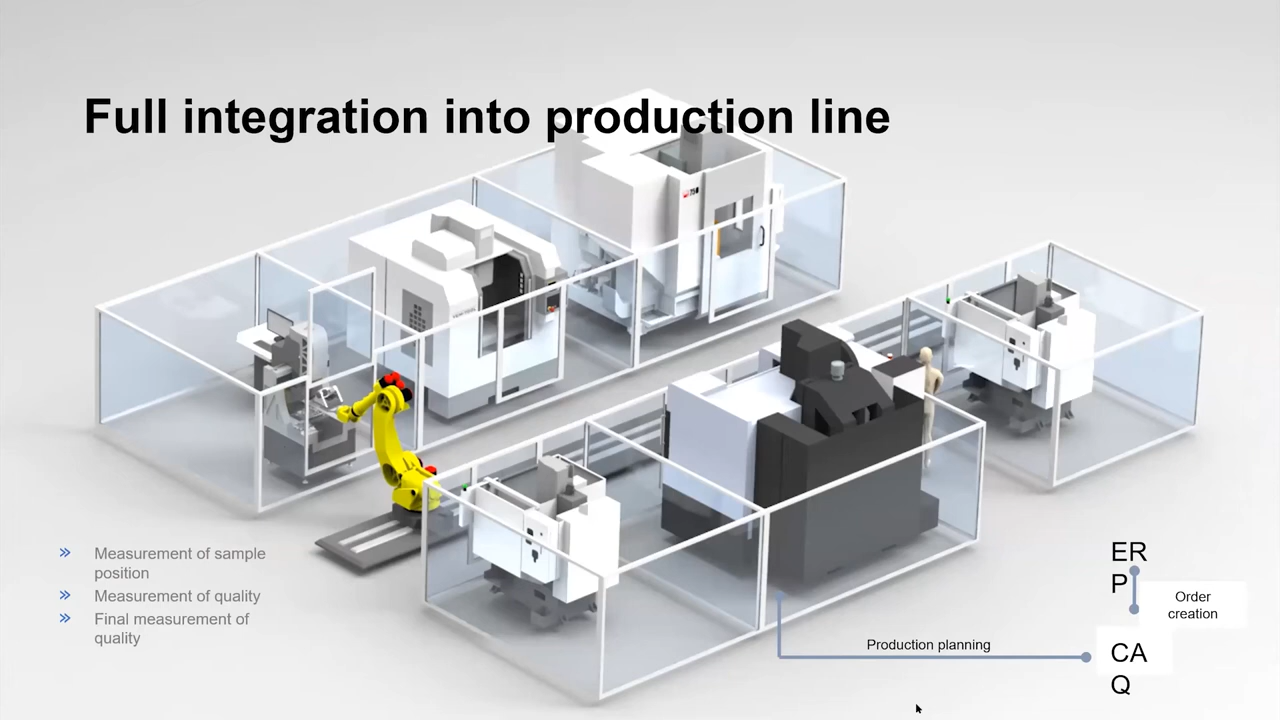 Full integration into production line
Measurement of sample
position
Measurement of quality
Final measurement of
quality
ER
P
Order
creation
Production planning
CA
Q